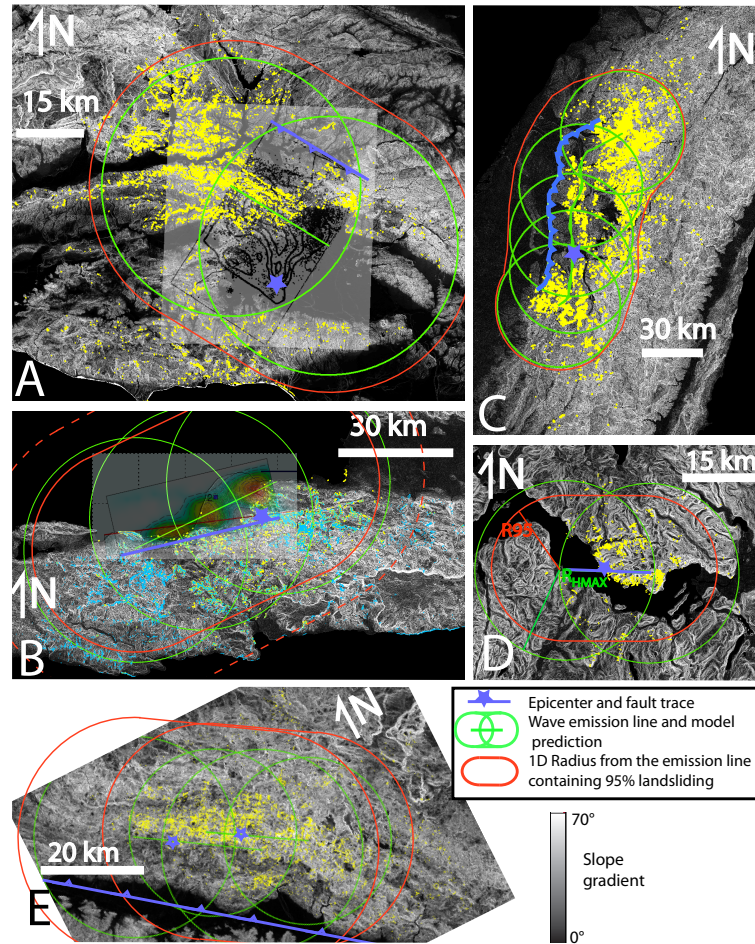 N
15 km
A
N
30 km
C
30 km
N
B
N
15 km
R95
R HMAX
D
N
20 km
E
Epicenter and fault trace
Wave emission line and model
prediction
1D Radius from the emission line
containing 95% landsliding
70°
Slope
gradient
0°